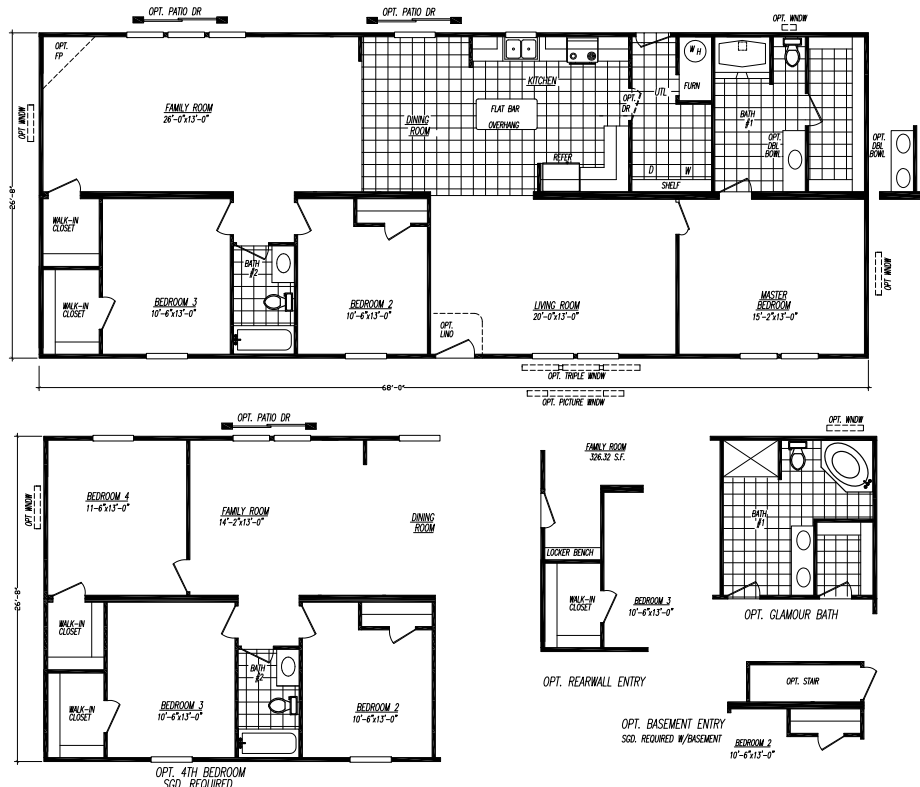 OPT. PATIO DR
OPT. PATIO DR
OPT. WNDW
OPT.
FP
FAMILY ROOM
26'-0"x13'-0"
OPT WNDW
DINING
ROOM
KITCHEN
FLAT BAR
OVERHANG
REFER
OPT.
DR
UTL
WH
FURN
D
W
SHELF
BATH
#1
OPT.
DBL
BOWL
OPT.
DBL
BOWL
26'-8"
WALK-IN
CLOSET
WALK-IN
CLOSET
BEDROOM 3
10'-6"x13'-0"
BATH
#2
BEDROOM 2
10'-6"x13'-0"
OPT.
LINO
LIVING ROOM
20'-0"x13'-0"
MASTER
BEDROOM
15'-2"x13'-0"
OPT WNDW
OPT. TRIPLE WNDW
68'-0"
OPT. PICTURE WNDW
OPT. PATIO DR
BEDROOM 4
11'-6"x13'-0"
OPT WNDW
FAMILY ROOM
14'-2"x13'-0"
DINING
ROOM
26'-8"
WALK-IN
CLOSET
WALK-IN
CLOSET
BEDROOM 3
10'-6"x13'-0"
BATH
#2
BEDROOM 2
10'-6"x13'-0"
OPT. 4TH BEDROOM
SGD. REQUIRED
FAMILY ROOM
326.32 S.F.
LOCKER BENCH
WALK-IN
CLOSET
BEDROOM 3
10'-6"x13'-0"
OPT. REARWALL ENTRY
OPT. WNDW
BATH
#1
OPT. GLAMOUR BATH
OPT. STAIR
OPT. BASEMENT ENTRY
SGD. REQUIRED W/BASEMENT
BEDROOM 2
10'-6"x13'-0"